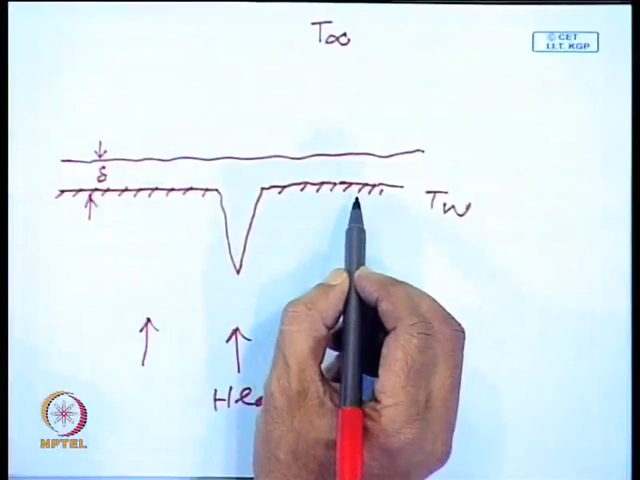 T∞
© CET
I.I.T. KGP
δ
Tw
NPTEL